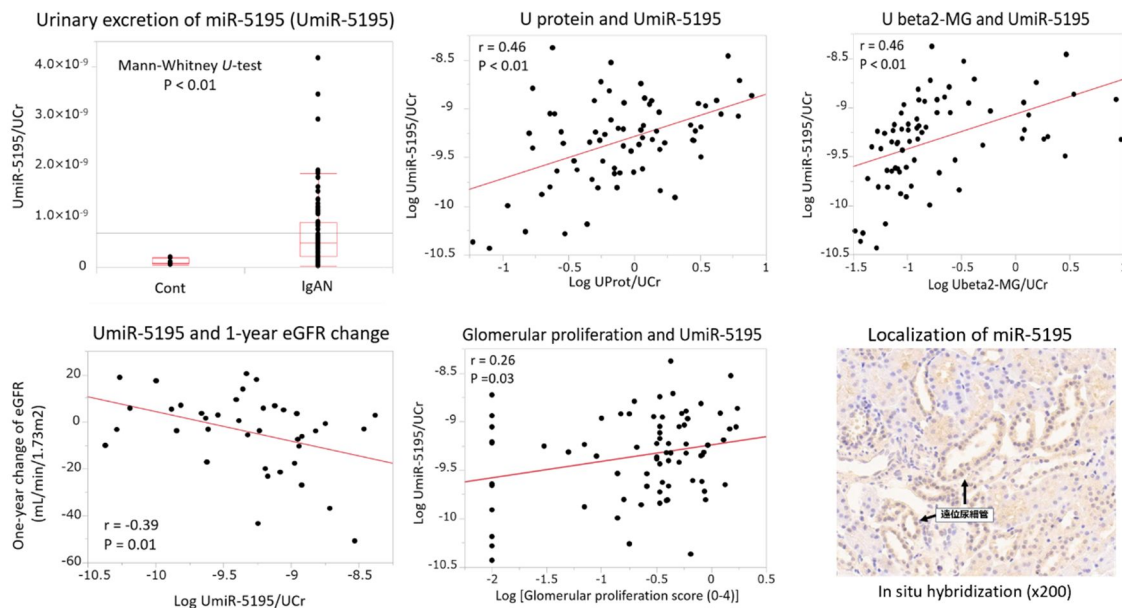 Urinary excretion of miR-5195 (UmiR-5195)
Mann-Whitney U-test
P < 0.01
UmiR-5195/UCr
4.0×10⁻⁹
3.0×10⁻⁹
2.0×10⁻⁹
1.0×10⁻⁹
0
Cont
IgAN
U protein and UmiR-5195
r = 0.46
P < 0.01
Log UmiR-5195/UCr
-8.5
-9
-9.5
-10
-10.5
-1
-0.5
0
0.5
1
Log UProt/UCr
U beta2-MG and UmiR-5195
r = 0.46
P < 0.01
Log UmiR-5195/UCr
-8.5
-9
-9.5
-10
-10.5
-1.5
-1
-0.5
0
0.5
1
Log Ubeta2-MG/UCr
UmiR-5195 and 1-year eGFR change
One-year change of eGFR
(mL/min/1.73m2)
20
0
-20
-40
-60
r = -0.39
P = 0.01
-10.5
-10
-9.5
-9
-8.5
Log UmiR-5195/UCr
Glomerular proliferation and UmiR-5195
r = 0.26
P =0.03
Log UmiR-5195/UCr
-8.5
-9
-9.5
-10
-10.5
-2.0
-1.5
-1.0
-0.5
0
0.5
Log [Glomerular proliferation score (0-4)]
Localization of miR-5195
遠位尿細管
In situ hybridization (x200)